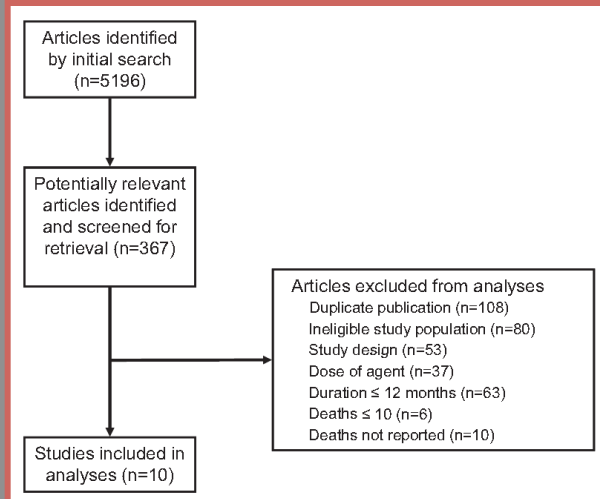 Articles identified
by initial search
(n=5196)
Potentially relevant
articles identified
and screened for
retrieval (n=367)
Articles excluded from analyses
Duplicate publication (n=108)
Ineligible study population (n=80)
Study design (n=53)
Dose of agent (n=37)
Duration ≤ 12 months (n=63)
Deaths ≤ 10 (n=6)
Deaths not reported (n=10)
Studies included in
analyses (n=10)